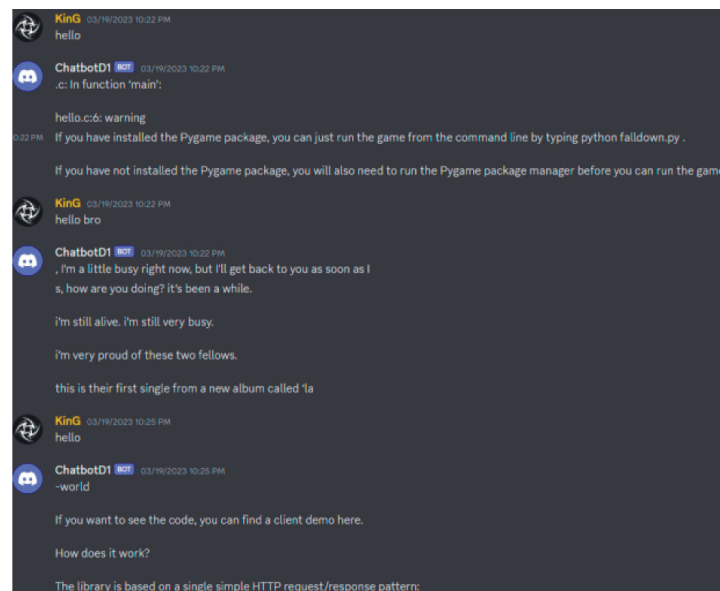 KinG 03/19/2023 10:22 PM
hello
ChatbotD1 BOT 03/19/2023 10:22 PM
.c: In function 'main':
hello.c:6: warning
0:22 PM If you have installed the Pygame package, you can just run the game from the command line by typing python falldown.py .
If you have not installed the Pygame package, you will also need to run the Pygame package manager before you can run the game
KinG 03/19/2023 10:22 PM
hello bro
ChatbotD1 BOT 03/19/2023 10:22 PM
, I'm a little busy right now, but I'll get back to you as soon as I
s, how are you doing? it's been a while.
i'm still alive. i'm still very busy.
i'm very proud of these two fellows.
this is their first single from a new album called 'la
KinG 03/19/2023 10:25 PM
hello
ChatbotD1 BOT 03/19/2023 10:25 PM
-world
If you want to see the code, you can find a client demo here.
How does it work?
The library is based on a single simple HTTP request/response pattern: